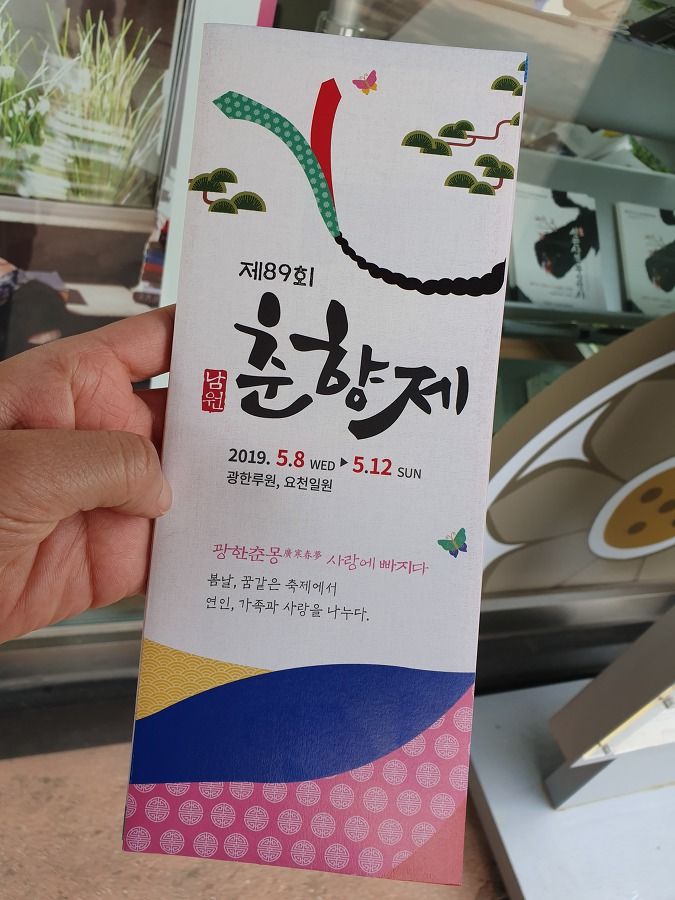 제89회
남원
춘향제
2019. 5.8 WED ▶ 5.12 SUN
광한루원, 요천일원
광한춘몽廣寒春夢 사랑에 빠지다
봄날, 꿈같은 축제에서
연인, 가족과 사랑을 나누다.